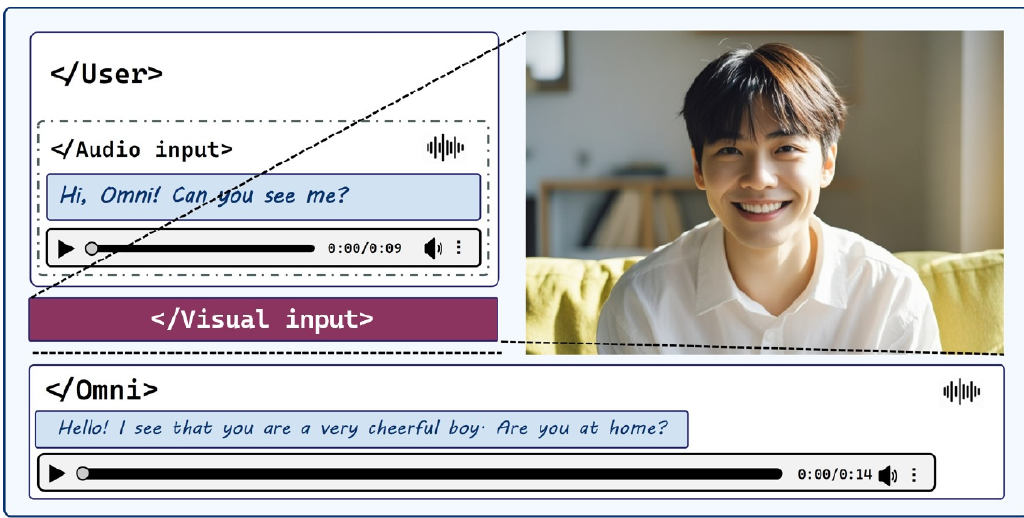 </User>
</Audio input>
Hi, Omni! Can you see me?
0:00/0:09
</Visual input>
</Omni>
Hello! I see that you are a very cheerful boy. Are you at home?
0:00/0:14